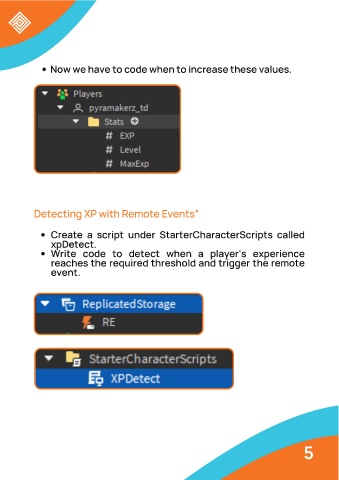 • Now we have to code when to increase these values.
Players
pyramakerz_td
Stats
# EXP
# Level
# MaxExp
Detecting XP with Remote Events"
• Create a script under StarterCharacterScripts called
xpDetect.
• Write code to detect when a player's experience
reaches the required threshold and trigger the remote
event.
ReplicatedStorage
RE
StarterCharacterScripts
XPDetect
5